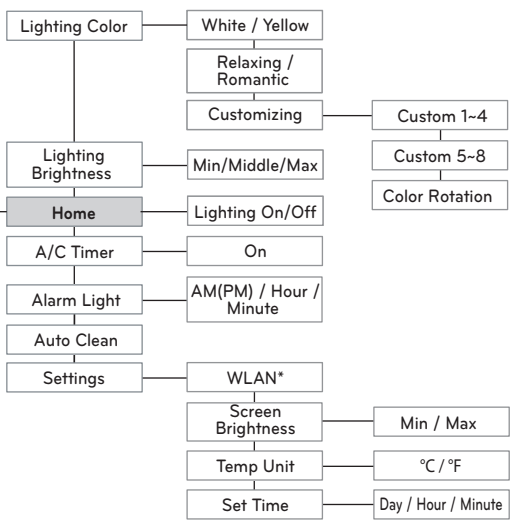 Lighting Color
White / Yellow
Relaxing /
Romantic
Customizing
Custom 1~4
Custom 5~8
Color Rotation
Lighting
Brightness
Min/Middle/Max
Home
Lighting On/Off
A/C Timer
On
Alarm Light
AM(PM) / Hour /
Minute
Auto Clean
Settings
WLAN*
Screen
Brightness
Min / Max
Temp Unit
°C / °F
Set Time
Day / Hour / Minute